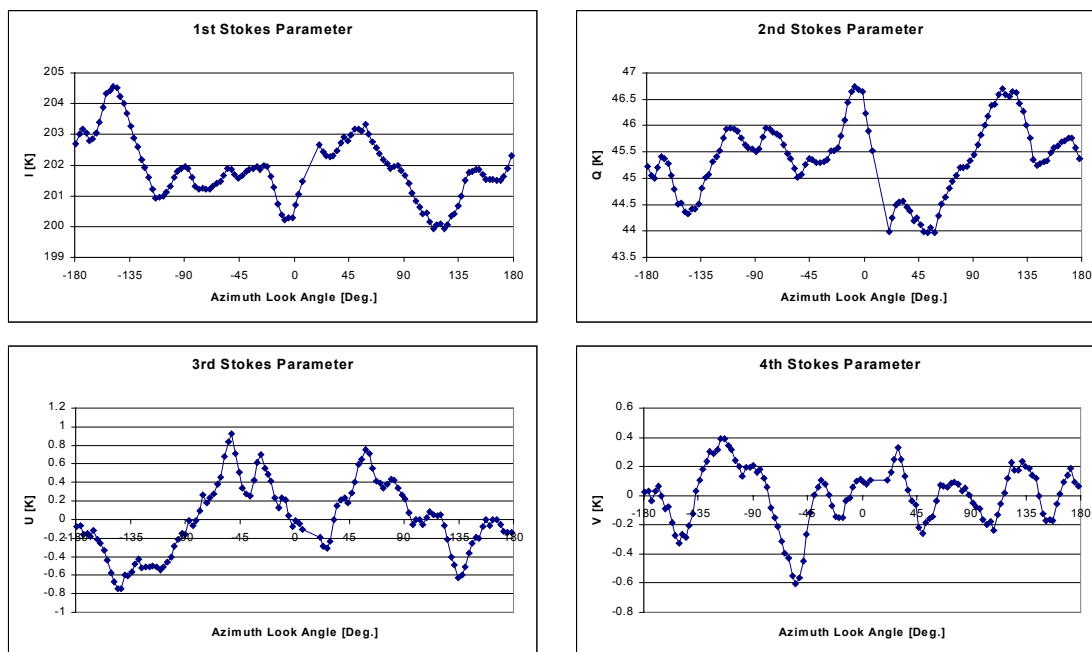 1st Stokes Parameter
I [K]
205
204
203
202
201
200
199
-180 -135 -90 -45 0 45 90 135 180
Azimuth Look Angle [Deg.]
2nd Stokes Parameter
Q [K]
47
46.5
46
45.5
45
44.5
44
43.5
-180 -135 -90 -45 0 45 90 135 180
Azimuth Look Angle [Deg.]
3rd Stokes Parameter
U [K]
1.2
1
0.8
0.6
0.4
0.2
0
-0.2
-0.4
-0.6
-0.8
-1
-180 -135 -90 -45 0 45 90 135 180
Azimuth Look Angle [Deg.]
4th Stokes Parameter
V [K]
0.6
0.4
0.2
0
-0.2
-0.4
-0.6
-0.8
-180 -135 -90 -45 0 45 90 135 180
Azimuth Look Angle [Deg.]